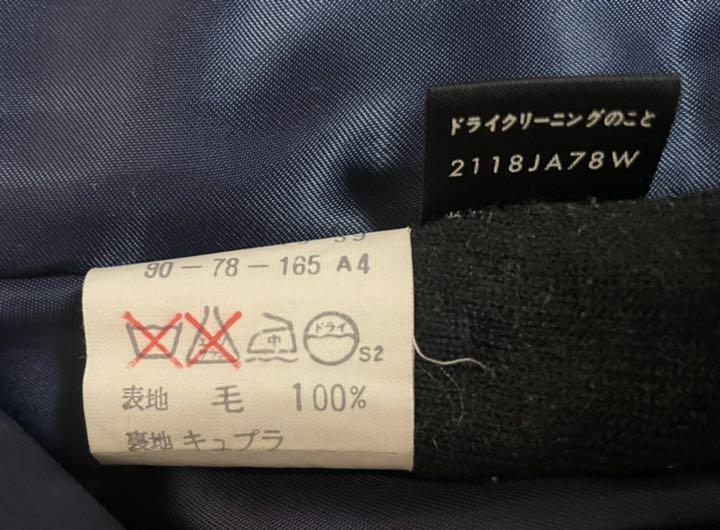 ドライクリーニングのこと
2118JA78W
90-78-165 A4
中
ドライ
S2
表地 毛 100%
裏地 キュプラ